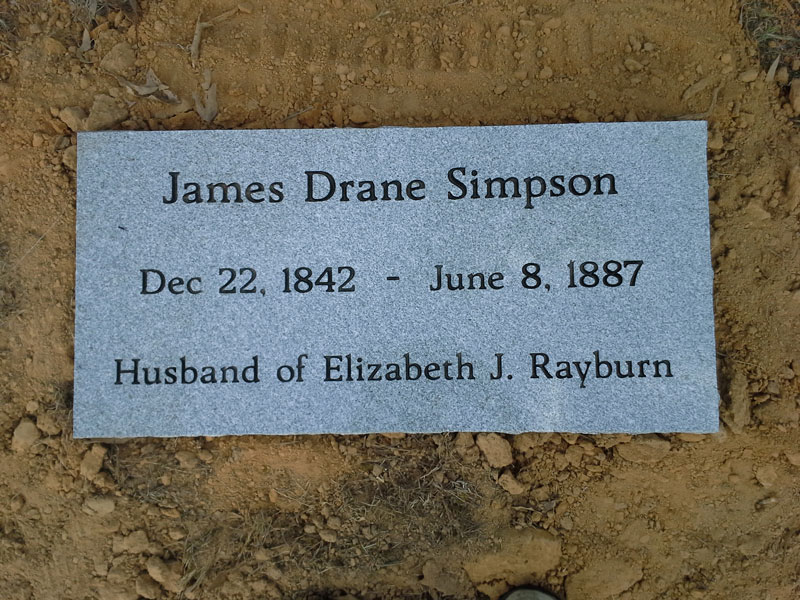 James Drane Simpson
Dec 22, 1842 - June 8, 1887
Husband of Elizabeth J. Rayburn